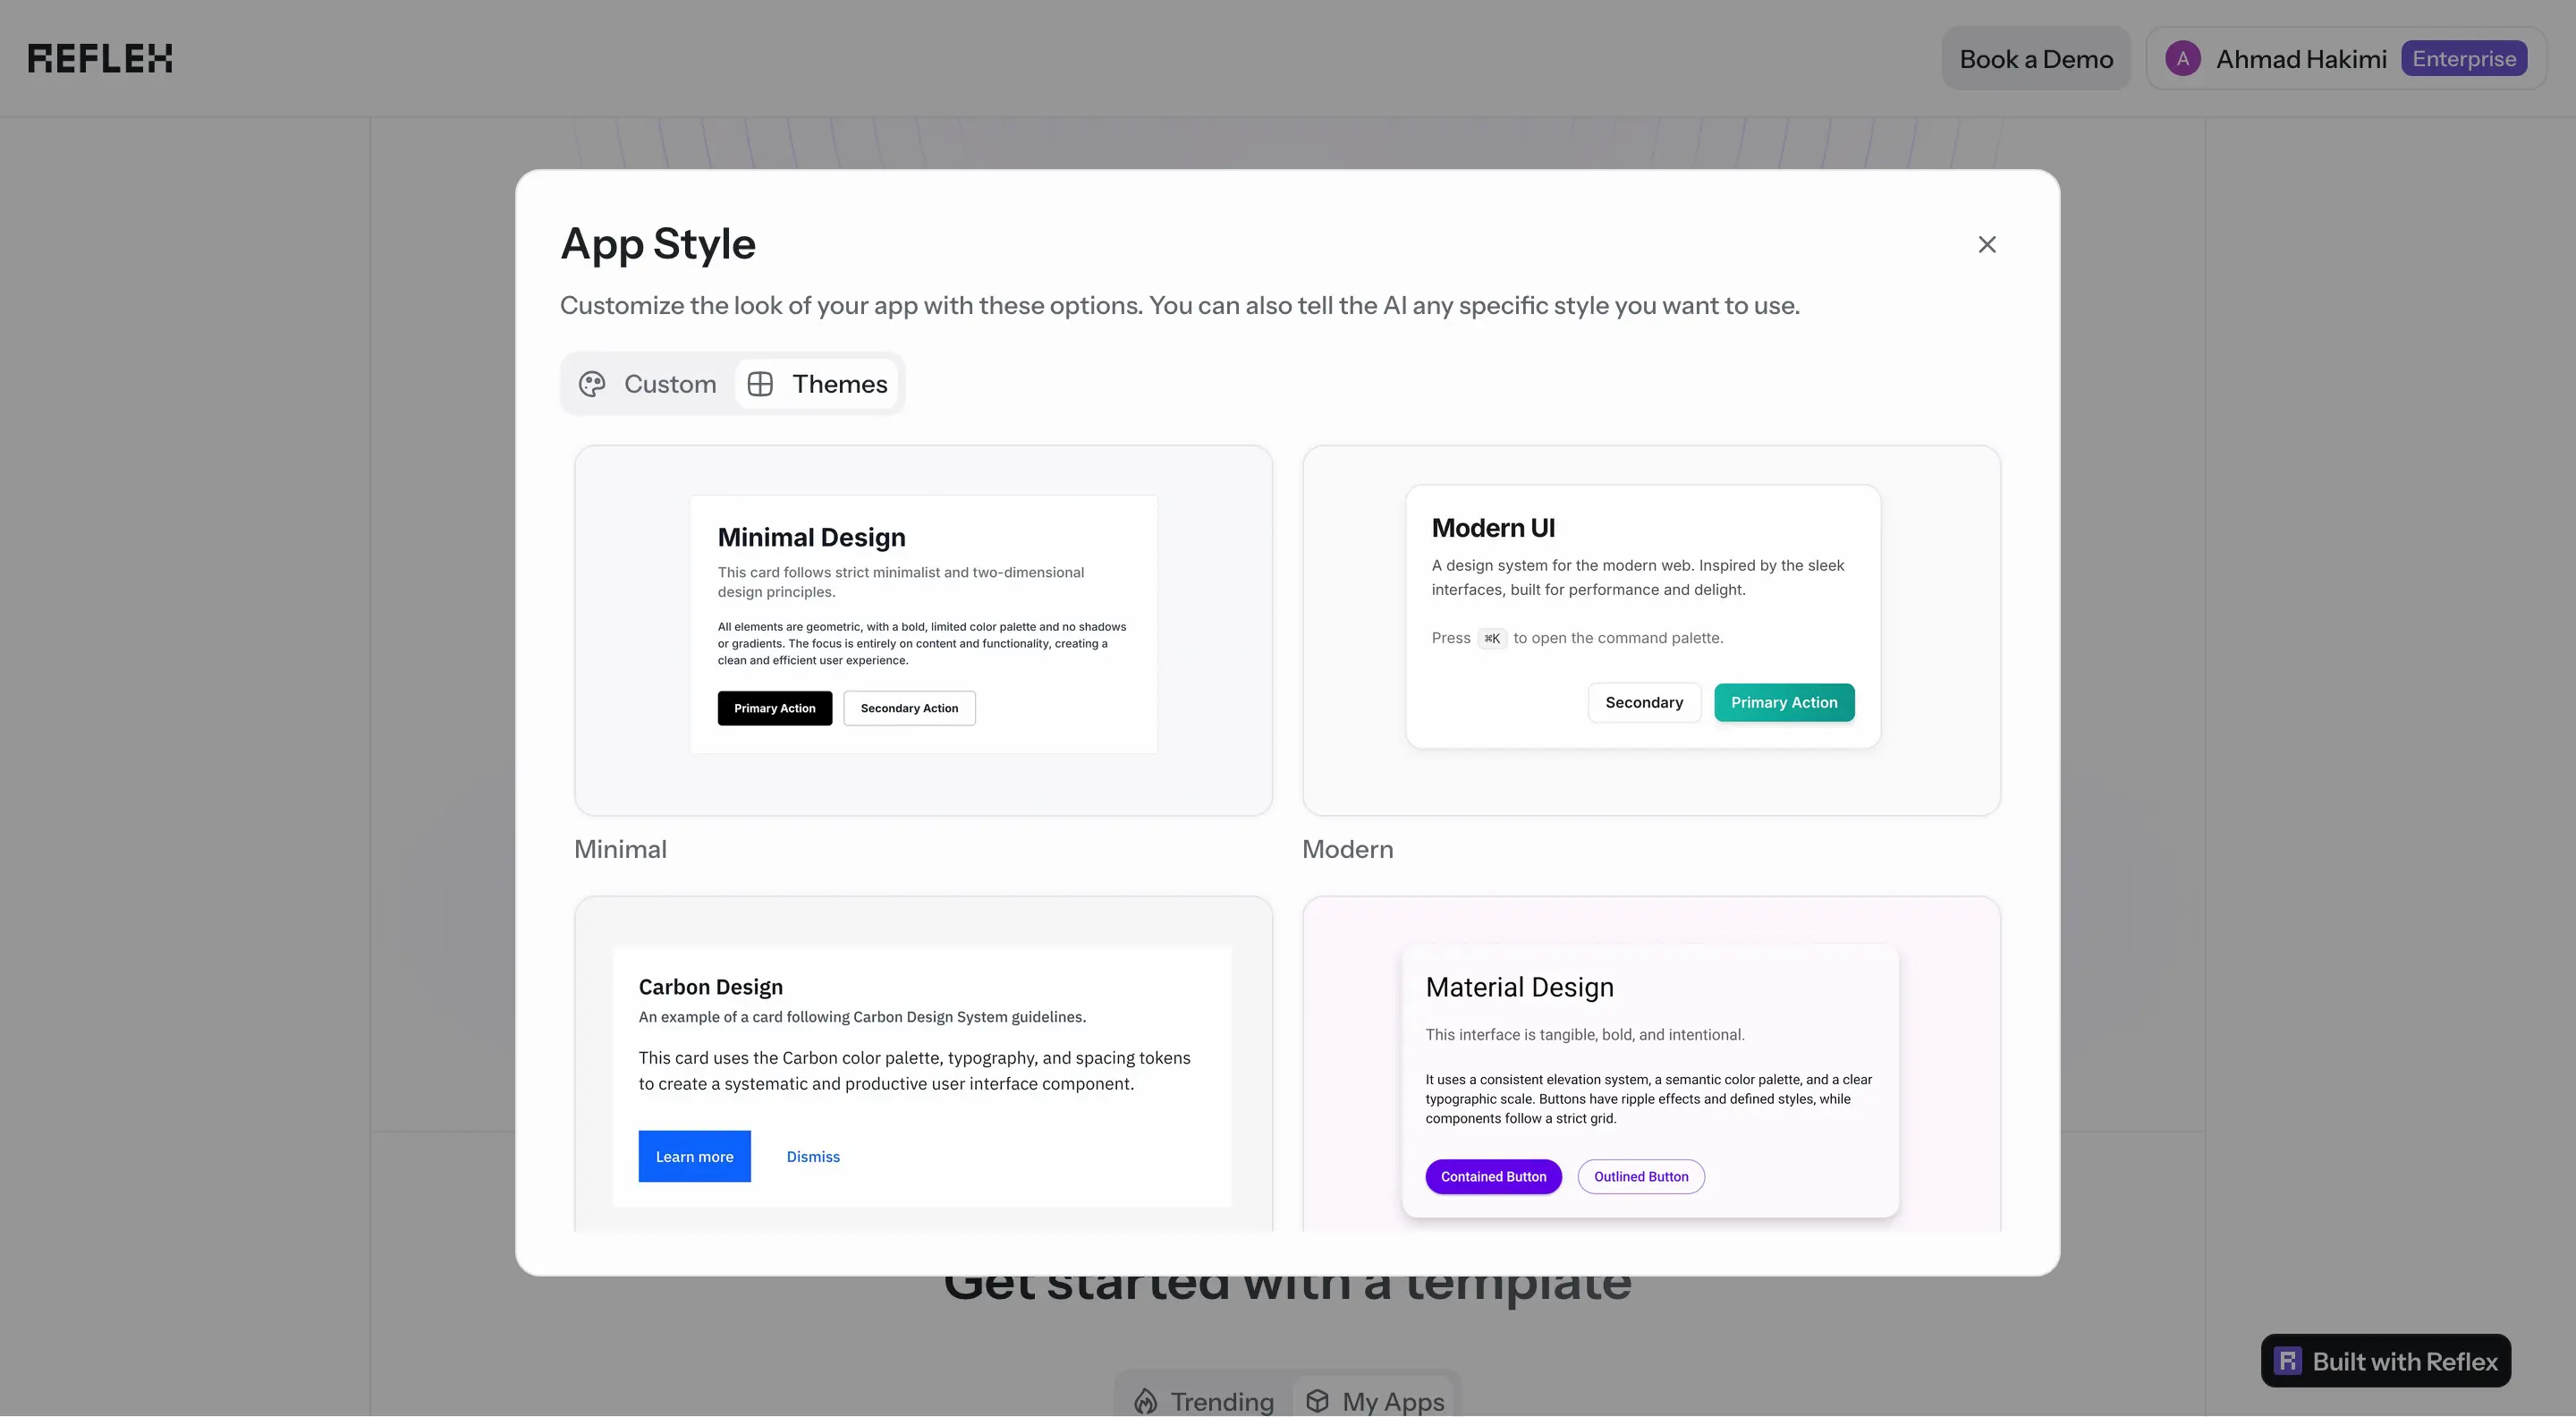 REFLEX
Book a Demo
A
Ahmad Hakimi
Enterprise
App Style
Customize the look of your app with these options. You can also tell the AI any specific style you want to use.
Custom
Themes
Minimal Design
This card follows strict minimalist and two-dimensional
design principles.
All elements are geometric, with a bold, limited color palette and no shadows
or gradients. The focus is entirely on content and functionality, creating a
clean and efficient user experience.
Primary Action
Secondary Action
Minimal
Modern UI
A design system for the modern web. Inspired by the sleek
interfaces, built for performance and delight.
Press ⌘K to open the command palette.
Secondary
Primary Action
Modern
Carbon Design
An example of a card following Carbon Design System guidelines.
This card uses the Carbon color palette, typography, and spacing tokens
to create a systematic and productive user interface component.
Learn more
Dismiss
Material Design
This interface is tangible, bold, and intentional.
It uses a consistent elevation system, a semantic color palette, and a clear
typographic scale. Buttons have ripple effects and defined styles, while
components follow a strict grid.
Contained Button
Outlined Button
Get started with a template
Trending
My Apps
R
Built with Reflex